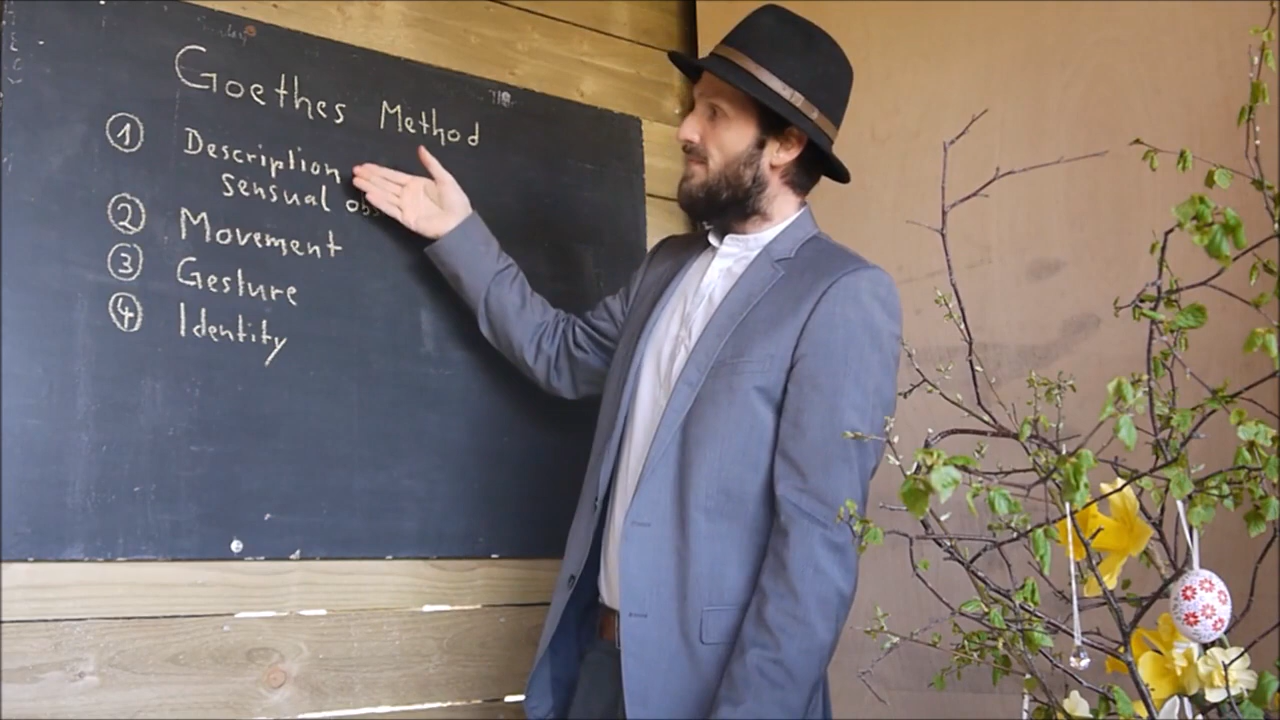 Goethes Method
① Description
sensual
② Movement
③ Gesture
④ Identity